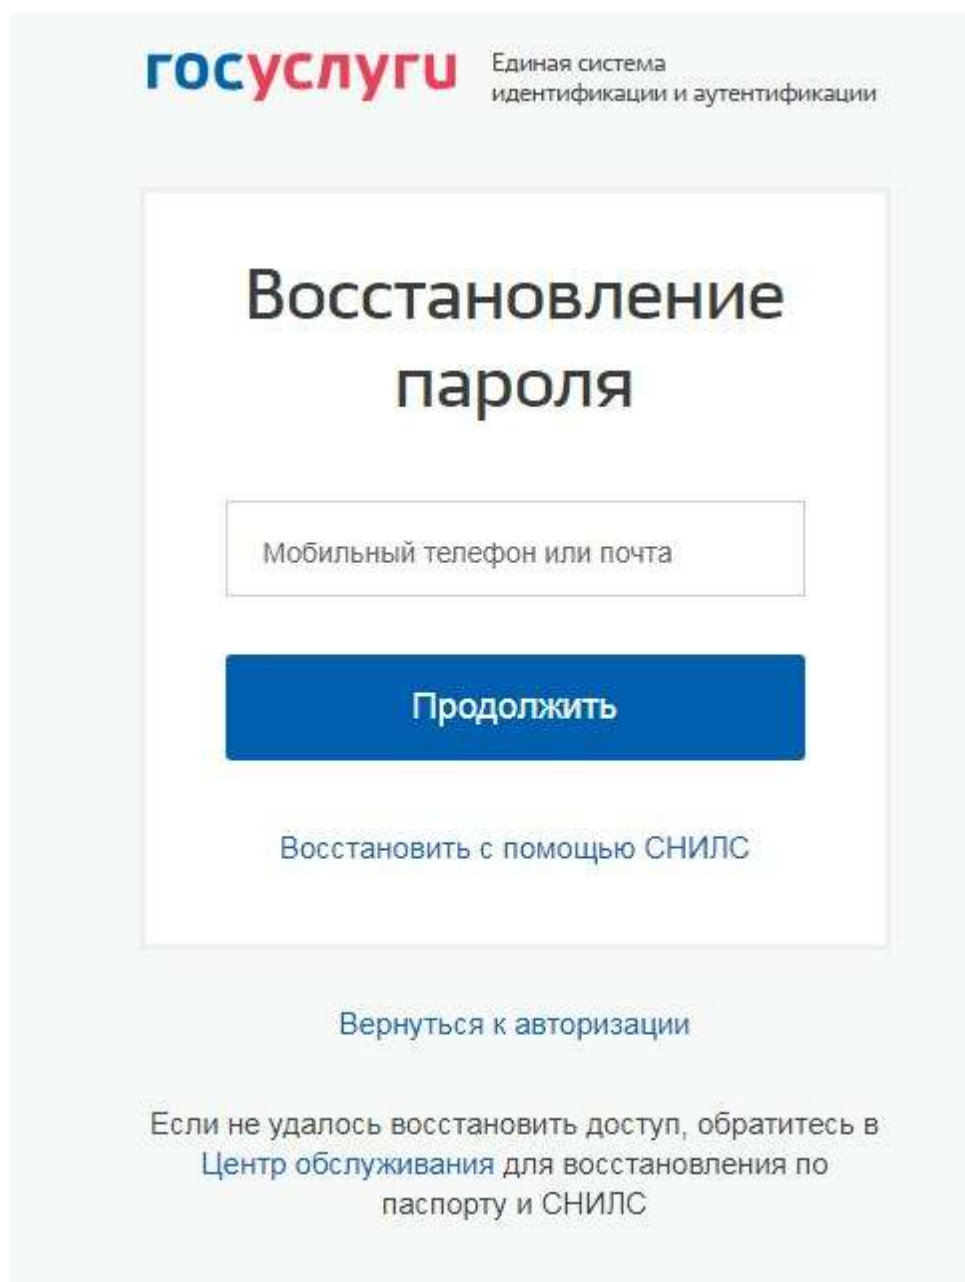 госуслуги
Единая система
идентификации и аутентификации
Восстановление
пароля
Мобильный телефон или почта
Продолжить
Восстановить с помощью СНИЛС
Вернуться к авторизации
Если не удалось восстановить доступ, обратитесь в
Центр обслуживания для восстановления по
паспорту и СНИЛС